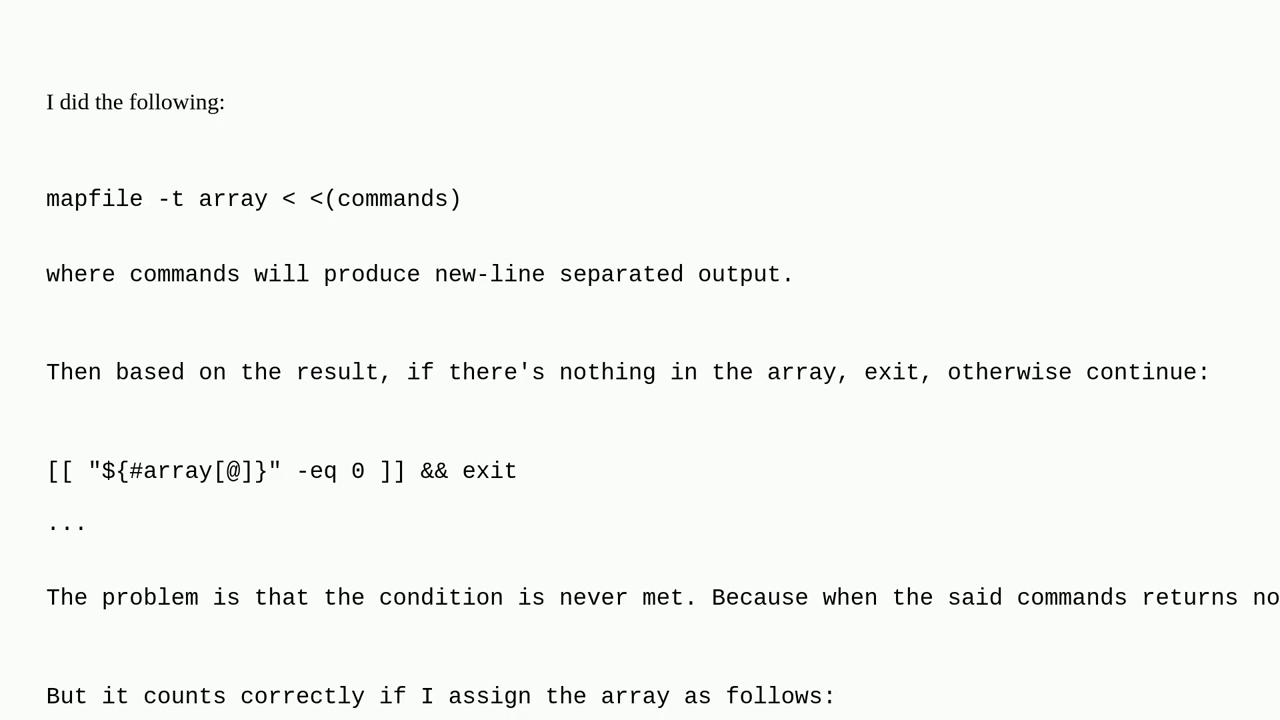 I did the following:
mapfile -t array < <(commands)
where commands will produce new-line separated output.
Then based on the result, if there's nothing in the array, exit, otherwise continue:
[[ "${#array[@]}" -eq 0 ]] && exit
...
The problem is that the condition is never met. Because when the said commands returns no
But it counts correctly if I assign the array as follows: